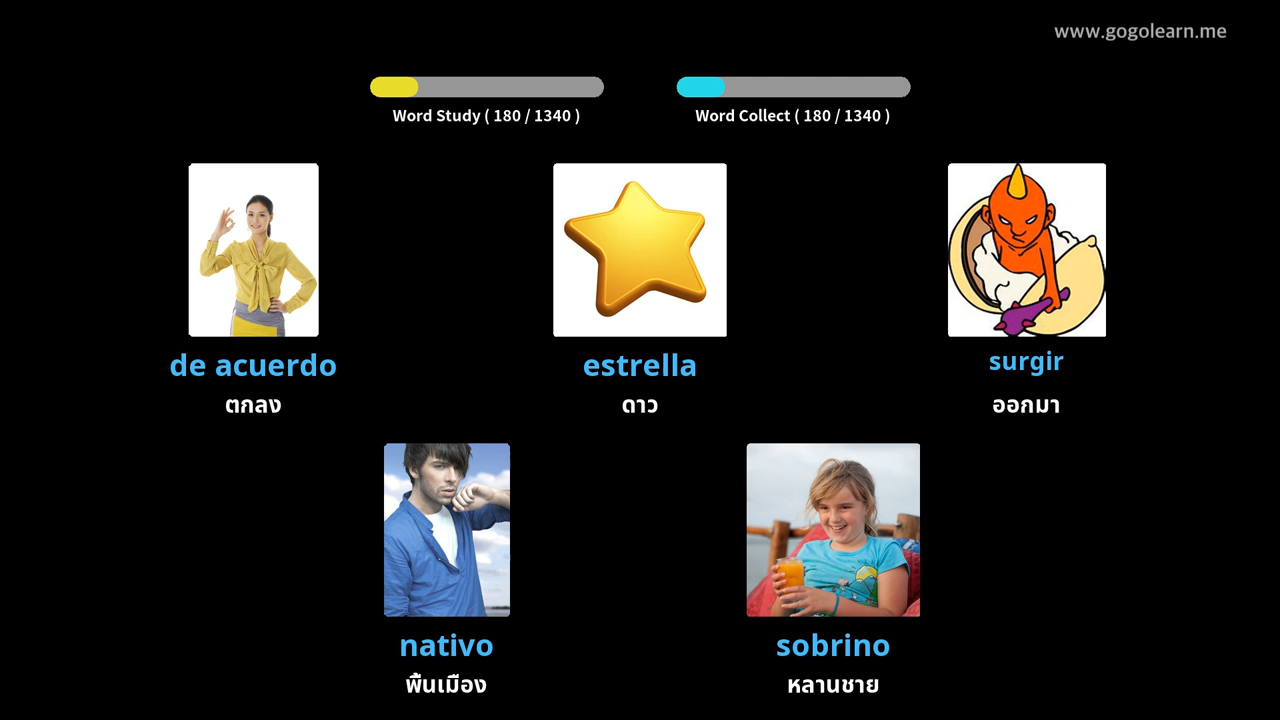 www.gogolearn.me
Word Study ( 180 / 1340 )
Word Collect ( 180 / 1340 )
de acuerdo
ตกลง
estrella
ดาว
surgir
ออกมา
nativo
พื้นเมือง
sobrino
หลานชาย